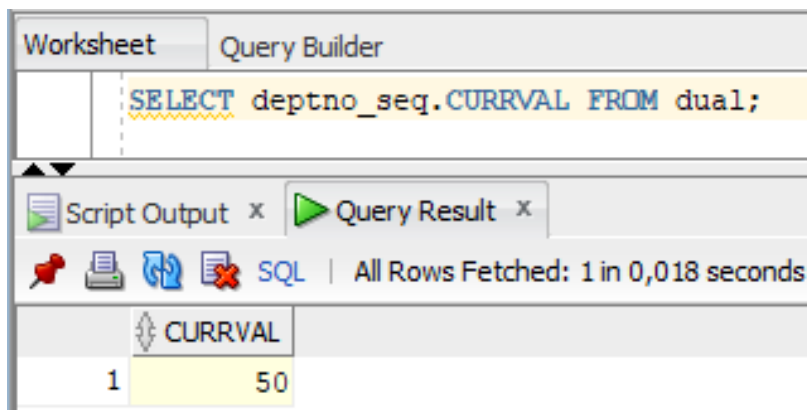 Worksheet Query Builder
SELECT deptno_seq.CURRVAL FROM dual;
Script Output x Query Result x
SQL | All Rows Fetched: 1 in 0,018 seconds
CURRVAL
1 50